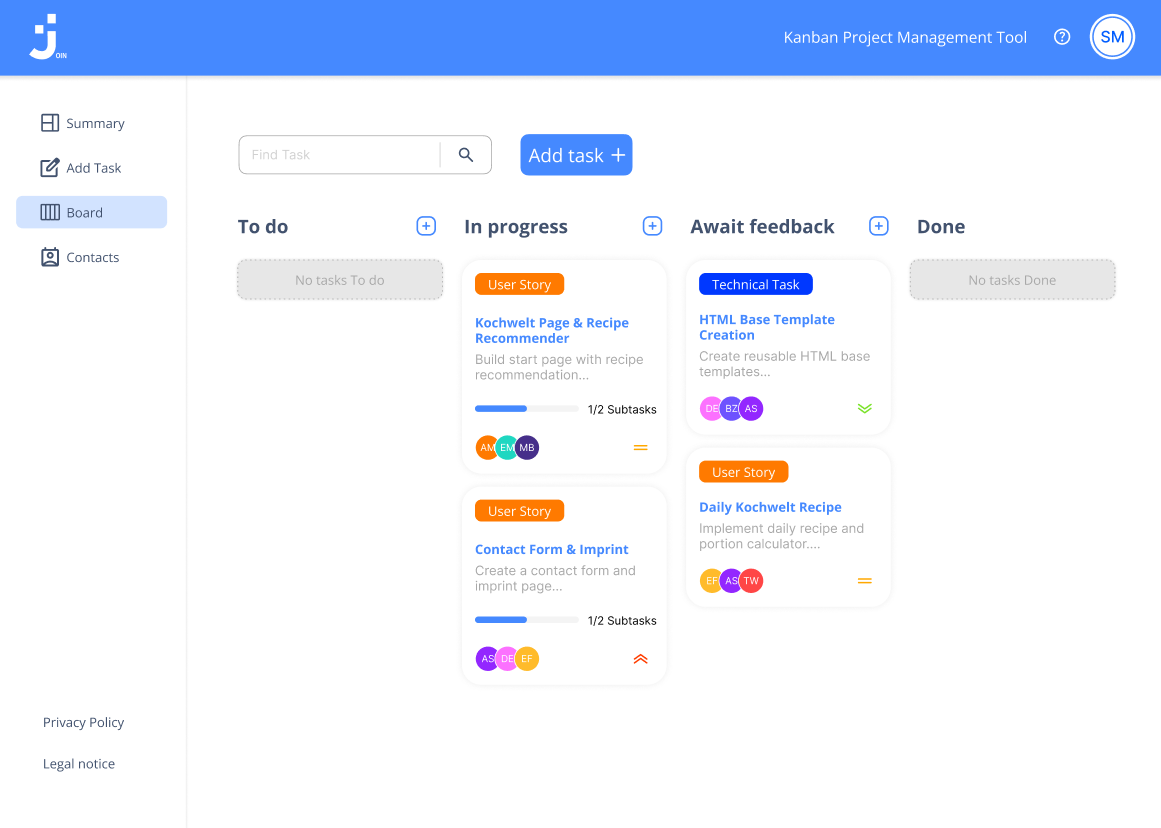 OIN
Kanban Project Management Tool
?
SM
Summary
Add Task
Board
Contacts
Privacy Policy
Legal notice
Find Task
Add task +
To do
No tasks To do
In progress
User Story
Kochwelt Page & Recipe
Recommender
Build start page with recipe
recommendation...
1/2 Subtasks
AM EM MB
User Story
Contact Form & Imprint
Create a contact form and
imprint page...
1/2 Subtasks
AS DE EF
Await feedback
Technical Task
HTML Base Template
Creation
Create reusable HTML base
templates...
DE BZ AS
User Story
Daily Kochwelt Recipe
Implement daily recipe and
portion calculator....
EF AS TW
Done
No tasks Done